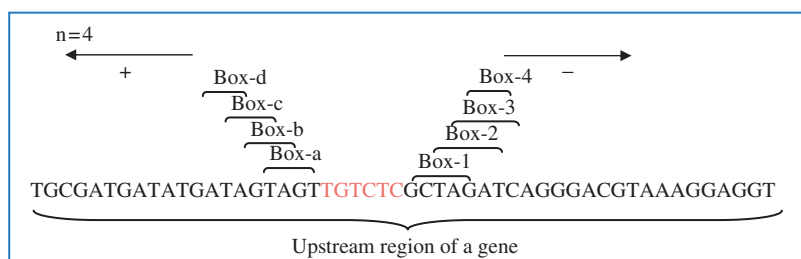 n=4
+
−
Box-d
Box-4
Box-c
Box-3
Box-b
Box-2
Box-a
Box-1
TGCGATGATATGATAGTAGTTGTCTCGCTAGATCAGGGACGTAAAGGAGGT
Upstream region of a gene